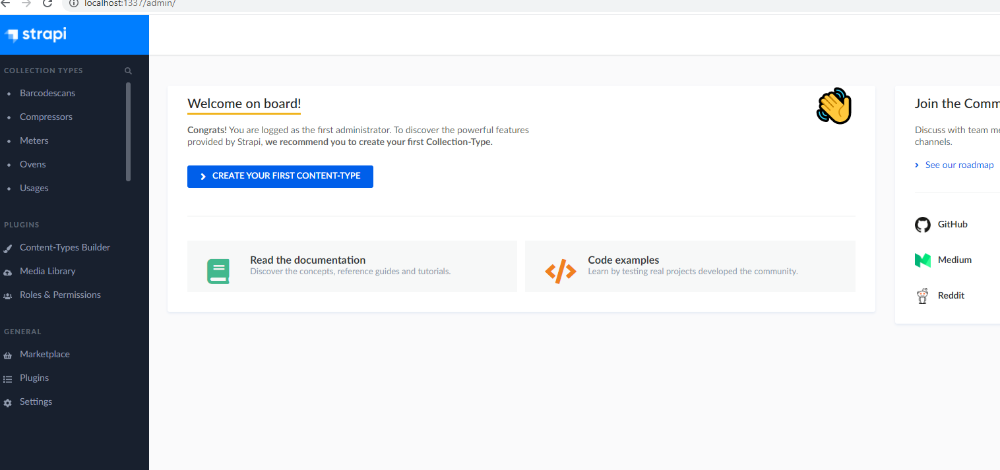 localhost:1337/admin/
strapi
COLLECTION TYPES
Barcodescans
Compressors
Meters
Ovens
Usages
PLUGINS
Content-Types Builder
Media Library
Roles & Permissions
GENERAL
Marketplace
Plugins
Settings
Welcome on board!
Congrats! You are logged as the first administrator. To discover the powerful features
provided by Strapi, we recommend you to create your first Collection-Type.
CREATE YOUR FIRST CONTENT-TYPE
Read the documentation
Discover the concepts, reference guides and tutorials.
Code examples
Learn by testing real projects developed the community.
Join the Comm
Discuss with team me
channels.
See our roadmap
GitHub
Medium
Reddit